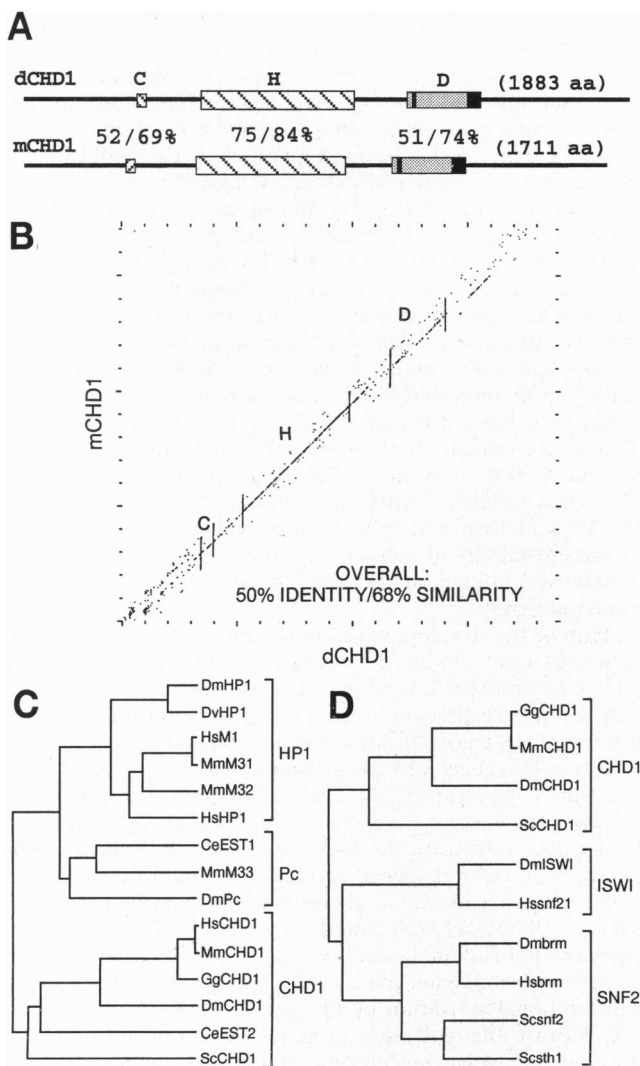 A
dCHD1 C H D (1883 aa)
52/69% 75/84% 51/74%
mCHD1 (1711 aa)
B
mCHD1
D
H
C
OVERALL:
50% IDENTITY/68% SIMILARITY
dCHD1
C
DmHP1
DvHP1
HsM1
MmM31
MmM32
HsHP1
HP1
CeEST1
MmM33
DmPc
Pc
HsCHD1
MmCHD1
GgCHD1
DmCHD1
CeEST2
ScCHD1
CHD1
D
GgCHD1
MmCHD1
DmCHD1
ScCHD1
CHD1
DmISWI
Hssnf21
ISWI
Dmbrm
Hsbrm
Scsnf2
Scsth1
SNF2